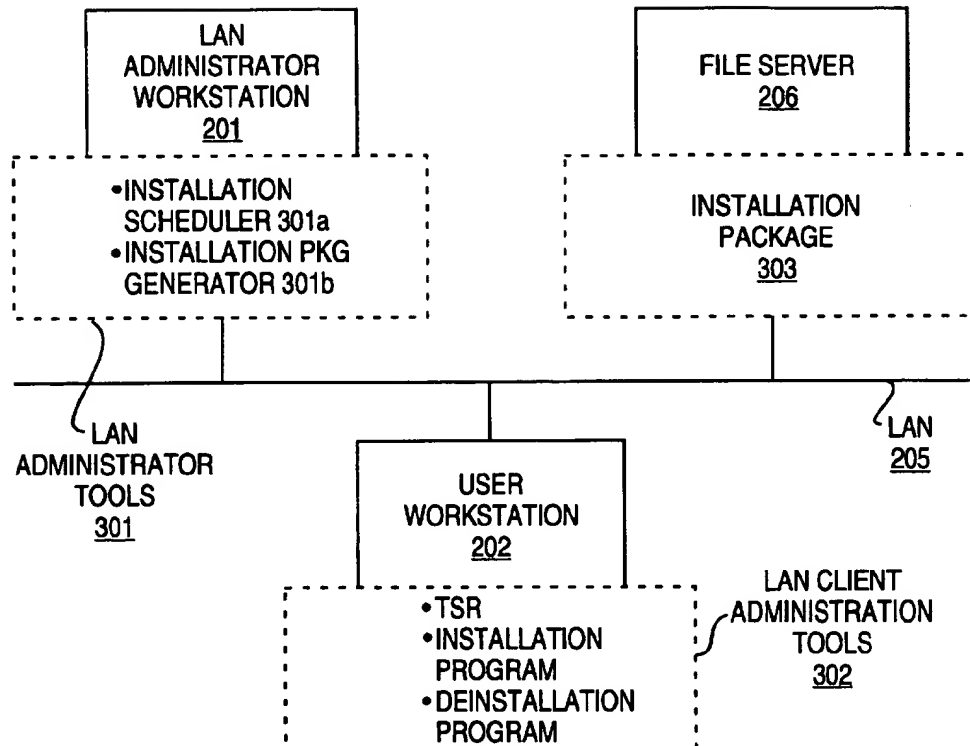 LAN
ADMINISTRATOR
WORKSTATION
201
•INSTALLATION
SCHEDULER 301a
•INSTALLATION PKG
GENERATOR 301b
FILE SERVER
206
INSTALLATION
PACKAGE
303
LAN
ADMINISTRATOR
TOOLS
301
LAN
205
USER
WORKSTATION
202
•TSR
•INSTALLATION
PROGRAM
•DEINSTALLATION
PROGRAM
LAN CLIENT
ADMINISTRATION
TOOLS
302